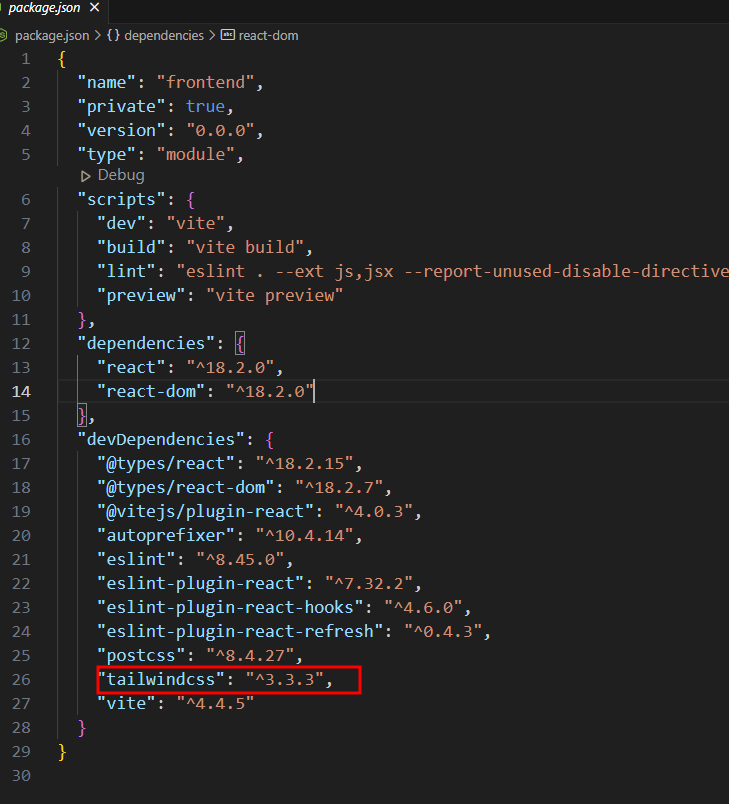 package.json
package.json > {} dependencies > abc react-dom
1 {
2 "name": "frontend",
3 "private": true,
4 "version": "0.0.0",
5 "type": "module",
Debug
6 "scripts": {
7 "dev": "vite",
8 "build": "vite build",
9 "lint": "eslint . --ext js,jsx --report-unused-disable-directive
10 "preview": "vite preview"
11 },
12 "dependencies": {
13 "react": "^18.2.0",
14 "react-dom": "^18.2.0"
15 },
16 "devDependencies": {
17 "@types/react": "^18.2.15",
18 "@types/react-dom": "^18.2.7",
19 "@vitejs/plugin-react": "^4.0.3",
20 "autoprefixer": "^10.4.14",
21 "eslint": "^8.45.0",
22 "eslint-plugin-react": "^7.32.2",
23 "eslint-plugin-react-hooks": "^4.6.0",
24 "eslint-plugin-react-refresh": "^0.4.3",
25 "postcss": "^8.4.27",
26 "tailwindcss": "^3.3.3",
27 "vite": "^4.4.5"
28 }
29 }
30